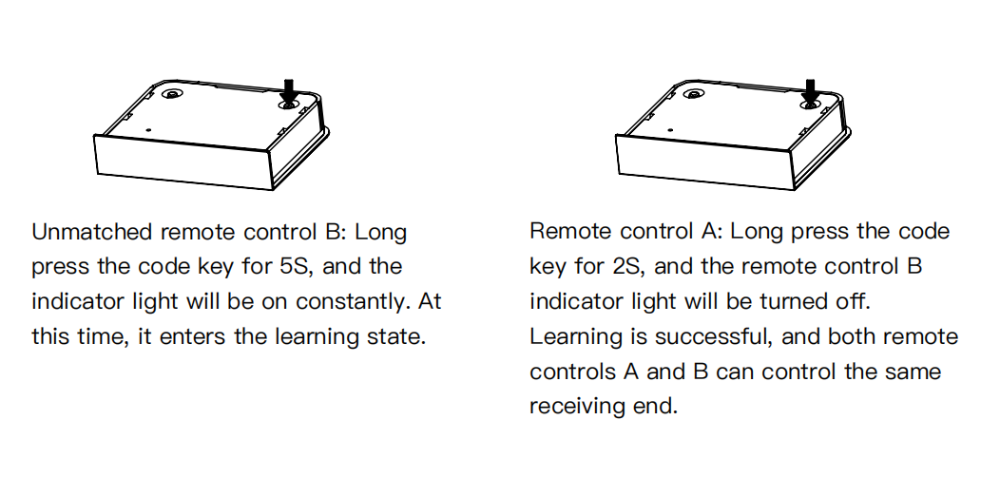 Unmatched remote control B: Long
press the code key for 5S, and the
indicator light will be on constantly. At
this time, it enters the learning state.
Remote control A: Long press the code
key for 2S, and the remote control B
indicator light will be turned off.
Learning is successful, and both remote
controls A and B can control the same
receiving end.